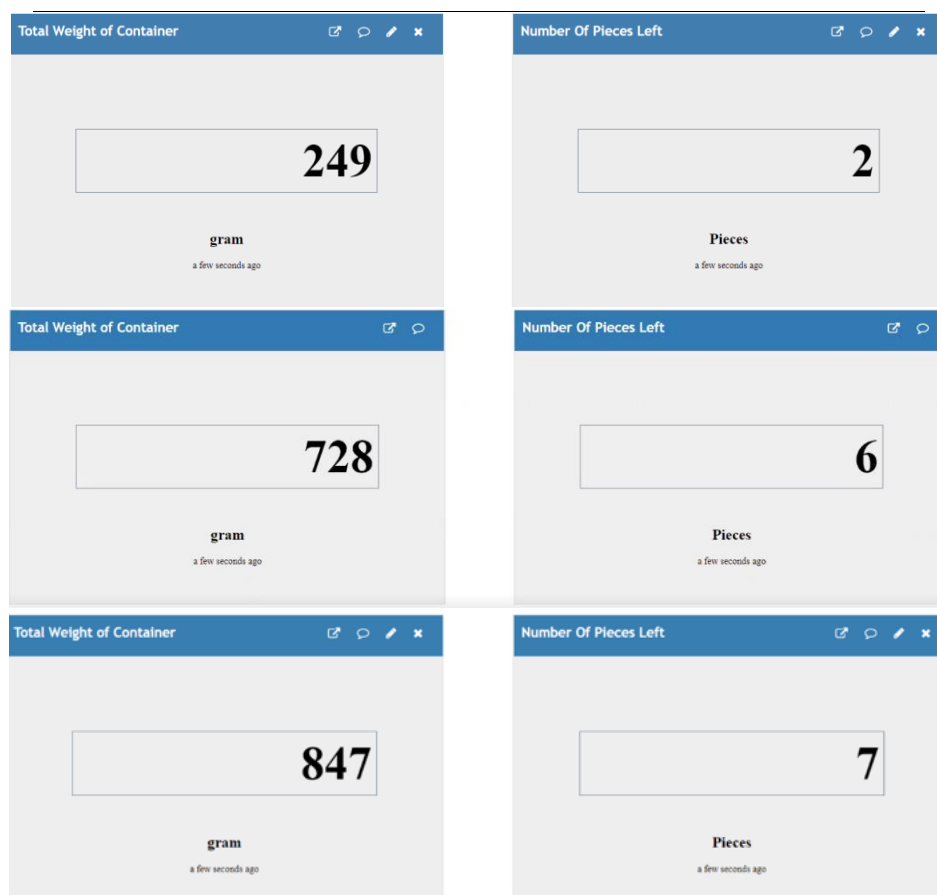 Total Weight of Container
Number Of Pieces Left
249
2
gram
Pieces
a few seconds ago
a few seconds ago
Total Weight of Container
Number Of Pieces Left
728
6
gram
Pieces
a few seconds ago
a few seconds ago
Total Weight of Container
Number Of Pieces Left
847
7
gram
Pieces
a few seconds ago
a few seconds ago